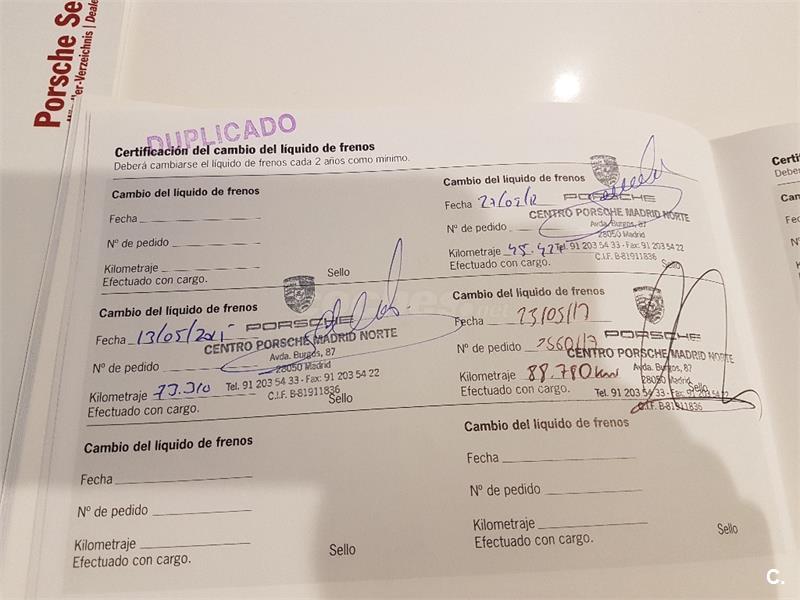 Porsche Se
ler-Verzeichnis | Deale
DUPLICADO
Certificación del cambio del líquido de frenos
Deberá cambiarse el líquido de frenos cada 2 años como mínimo.
Cambio del líquido de frenos
Fecha
Nº de pedido
Kilometraje
Efectuado con cargo.
Sello
Cambio del líquido de frenos
Fecha
PORSCHE
CENTRO PORSCHE MADRID NORTE
Nº de pedido
Avda. Burgos, 87
28050 Madrid
Kilometraje 45.427
Tel. 91 203 54 33 - Fax: 91 203 54 22
C.I.F. B-81911836
Efectuado con cargo.
Sello
Cambio del líquido de frenos
Fecha 13/05/2015
PORSCHE
CENTRO PORSCHE MADRID NORTE
Nº de pedido
Avda. Burgos, 87
28050 Madrid
Kilometraje 73.310
Tel. 91 203 54 33 - Fax: 91 203 54 22
C.I.F. B-81911836
Efectuado con cargo.
Sello
Cambio del líquido de frenos
Fecha 23/05/17
PORSCHE
Nº de pedido
CENTRO PORSCHE MADRID NORTE
Avda. Burgos, 87
28050 Madrid
Kilometraje 88.780 km
Tel. 91 203 54 33 - Fax: 91 203 54 22
C.I.F. B-81911836
Efectuado con cargo.
Sello
Cambio del líquido de frenos
Fecha
Nº de pedido
Kilometraje
Efectuado con cargo.
Sello
Cambio del líquido de frenos
Fecha
Nº de pedido
Kilometraje
Efectuado con cargo.
Sello
Certi
Deber
Can
C.